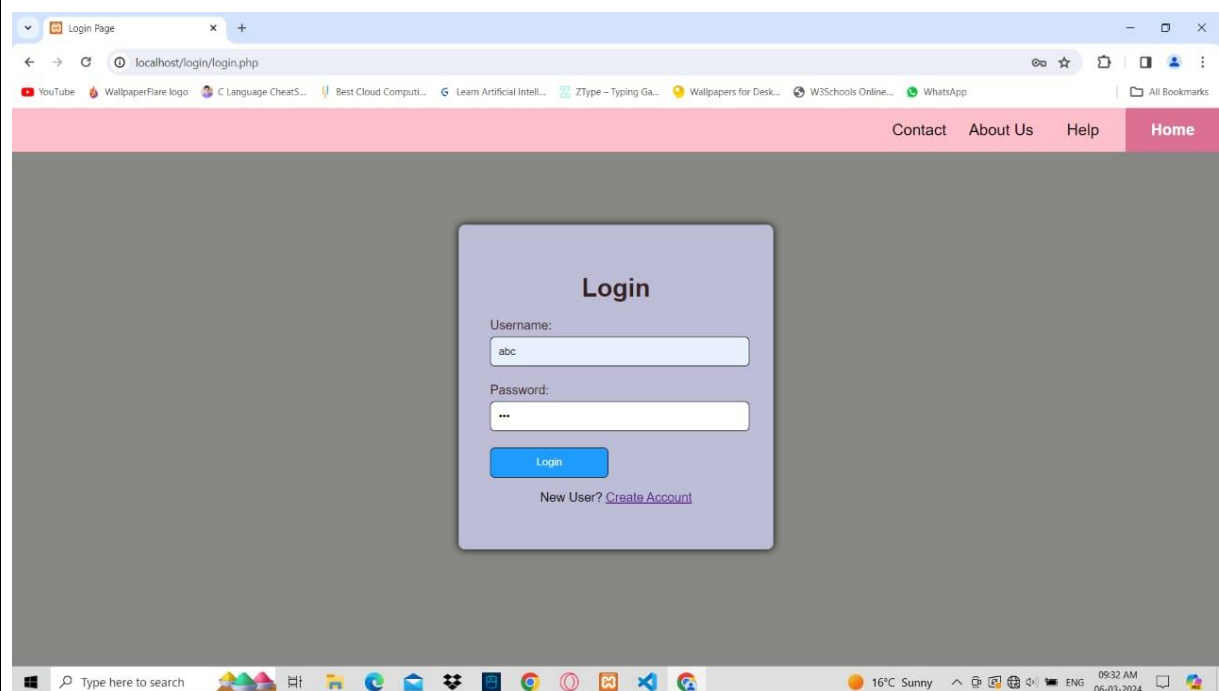 Login Page
localhost/login/login.php
YouTube WallpaperFlare logo C Language CheatS... Best Cloud Computi... Learn Artificial Intell... ZType – Typing Ga... Wallpapers for Desk... W3Schools Online... WhatsApp All Bookmarks
Contact About Us Help Home
Login
Username:
abc
Password:
Login
New User? Create Account
Type here to search 16°C Sunny ENG 09:32 AM
06-03-2024